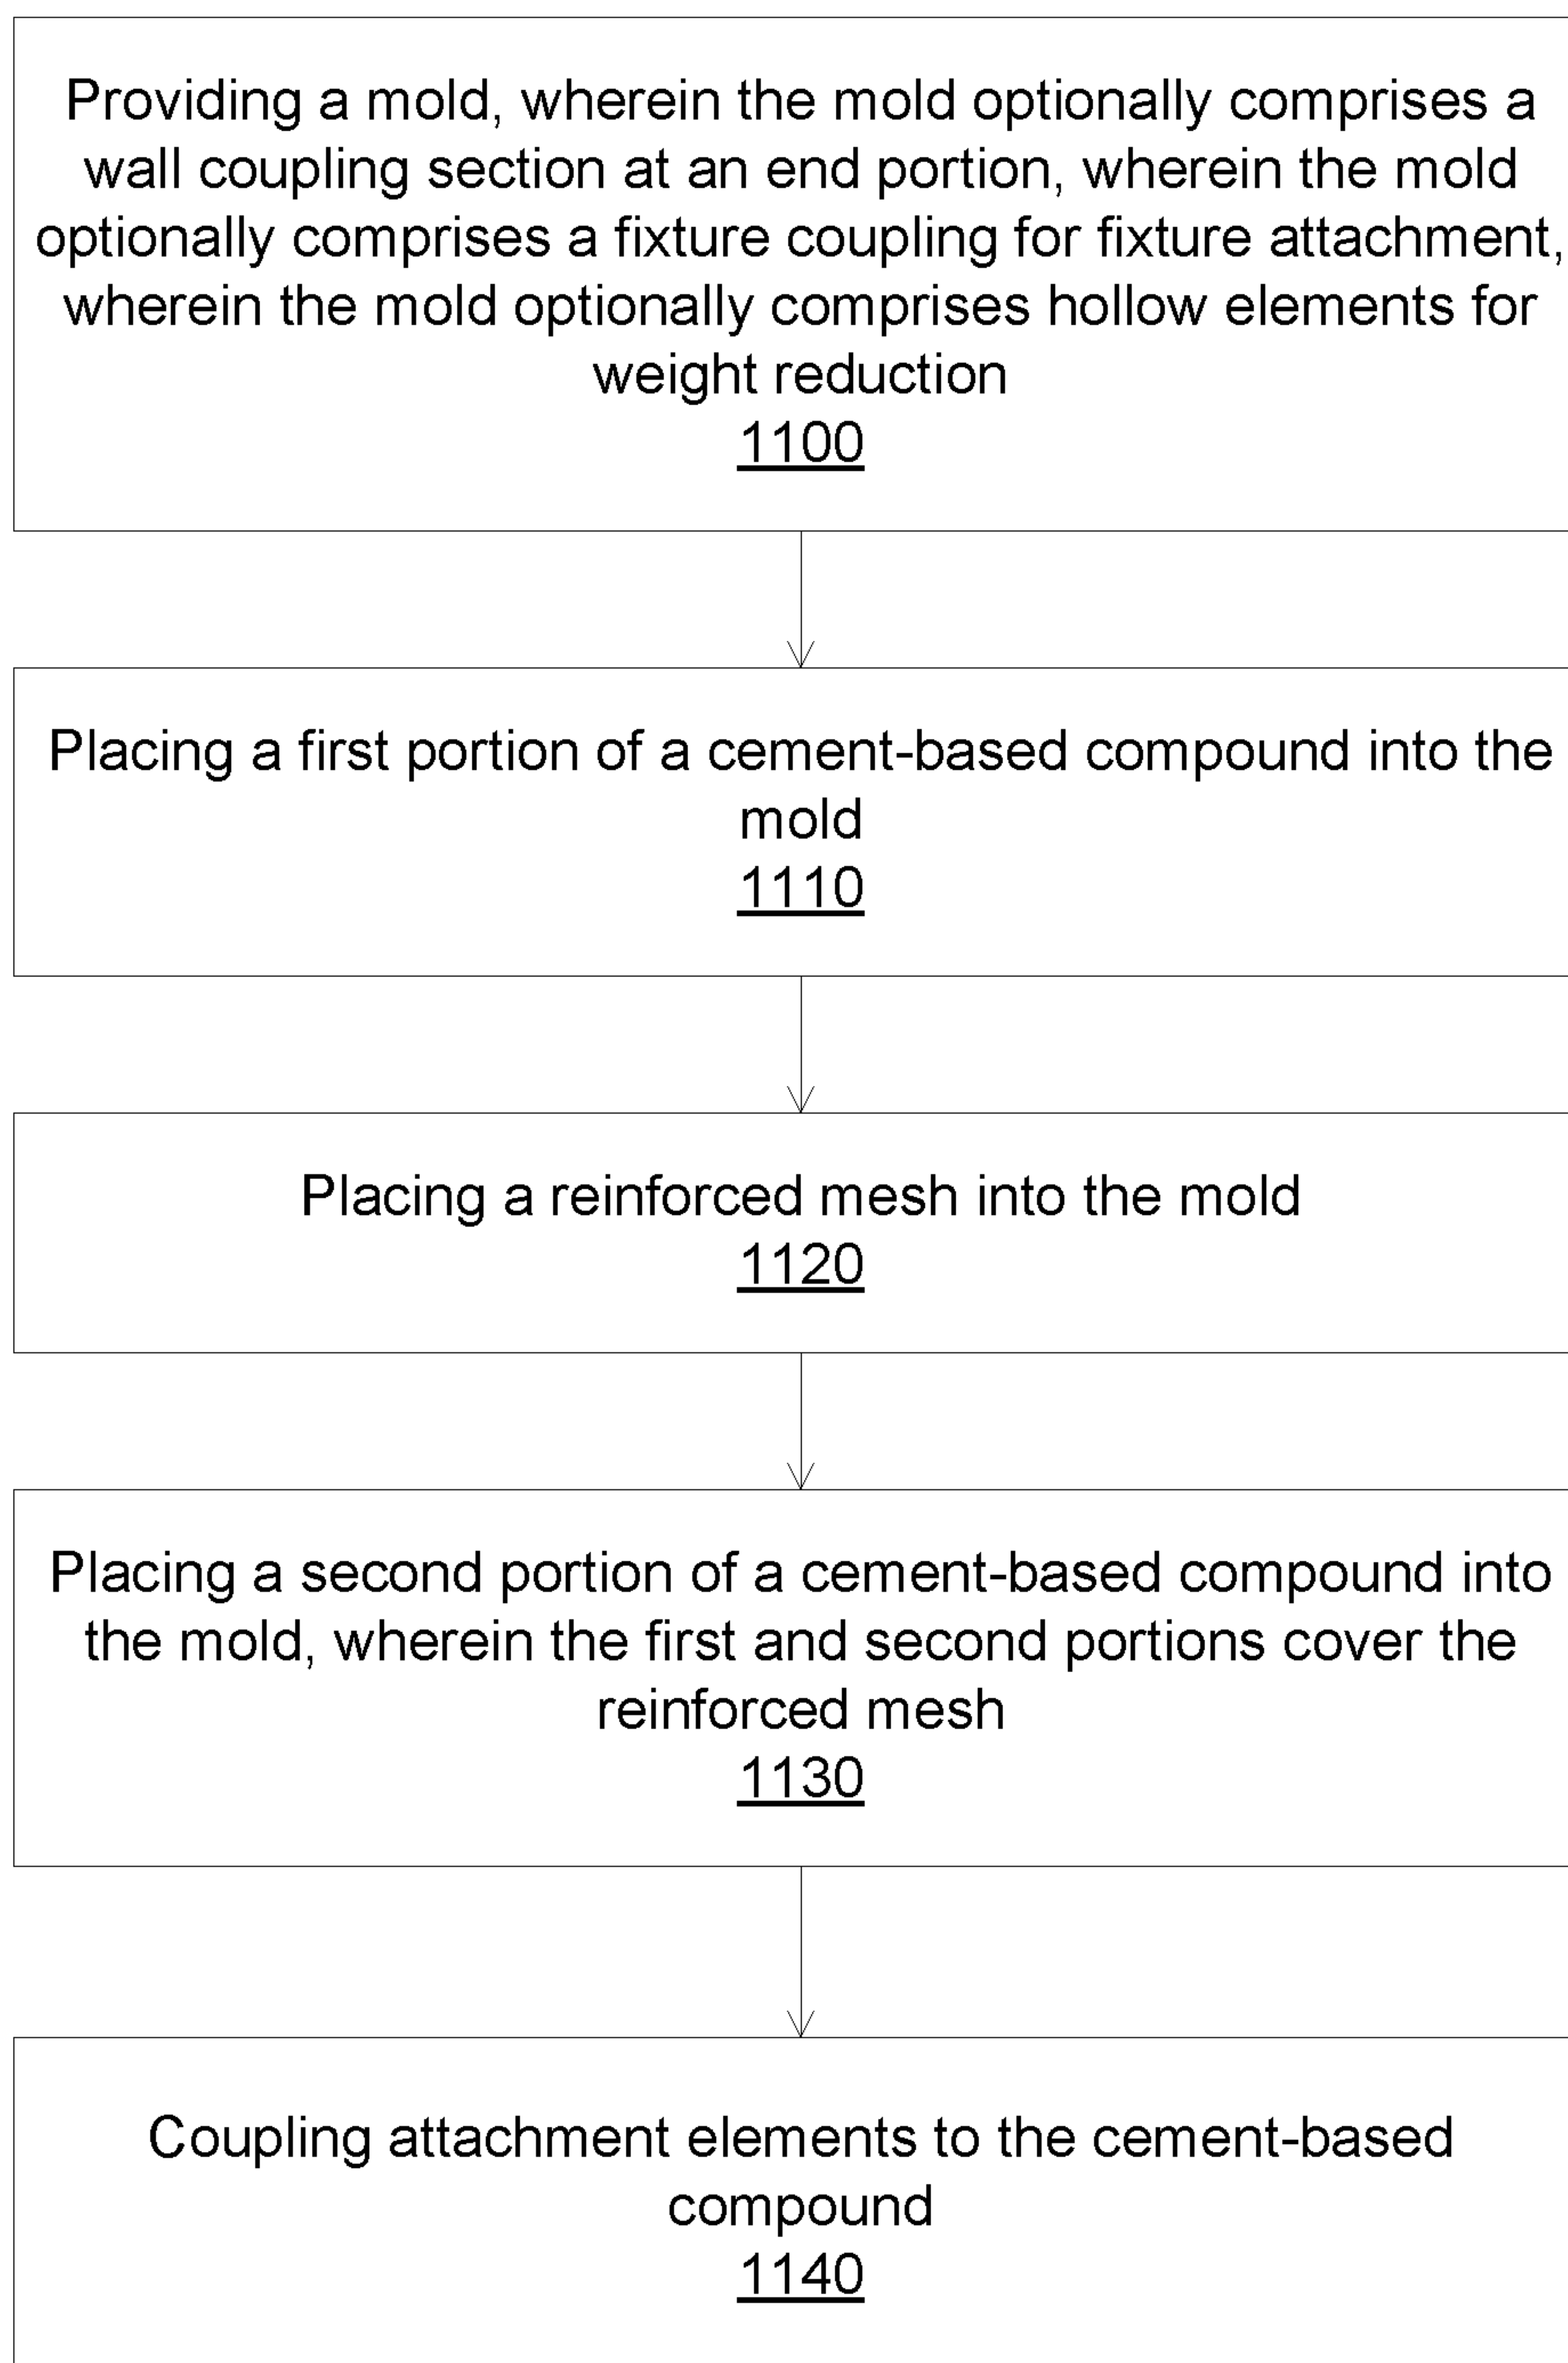 Providing a mold, wherein the mold optionally comprises a
wall coupling section at an end portion, wherein the mold
optionally comprises a fixture coupling for fixture attachment,
wherein the mold optionally comprises hollow elements for
weight reduction
1100
Placing a first portion of a cement-based compound into the
mold
1110
Placing a reinforced mesh into the mold
1120
Placing a second portion of a cement-based compound into
the mold, wherein the first and second portions cover the
reinforced mesh
1130
Coupling attachment elements to the cement-based
compound
1140